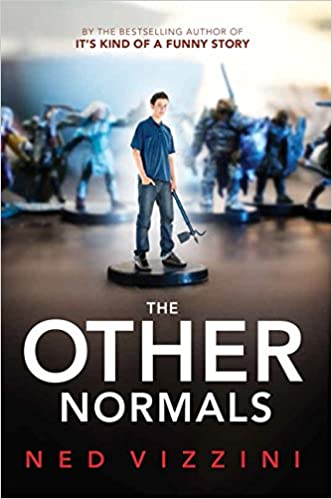 BY THE BESTSELLING AUTHOR OF
IT'S KIND OF A FUNNY STORY
THE
OTHER
NORMALS
NED VIZZINI